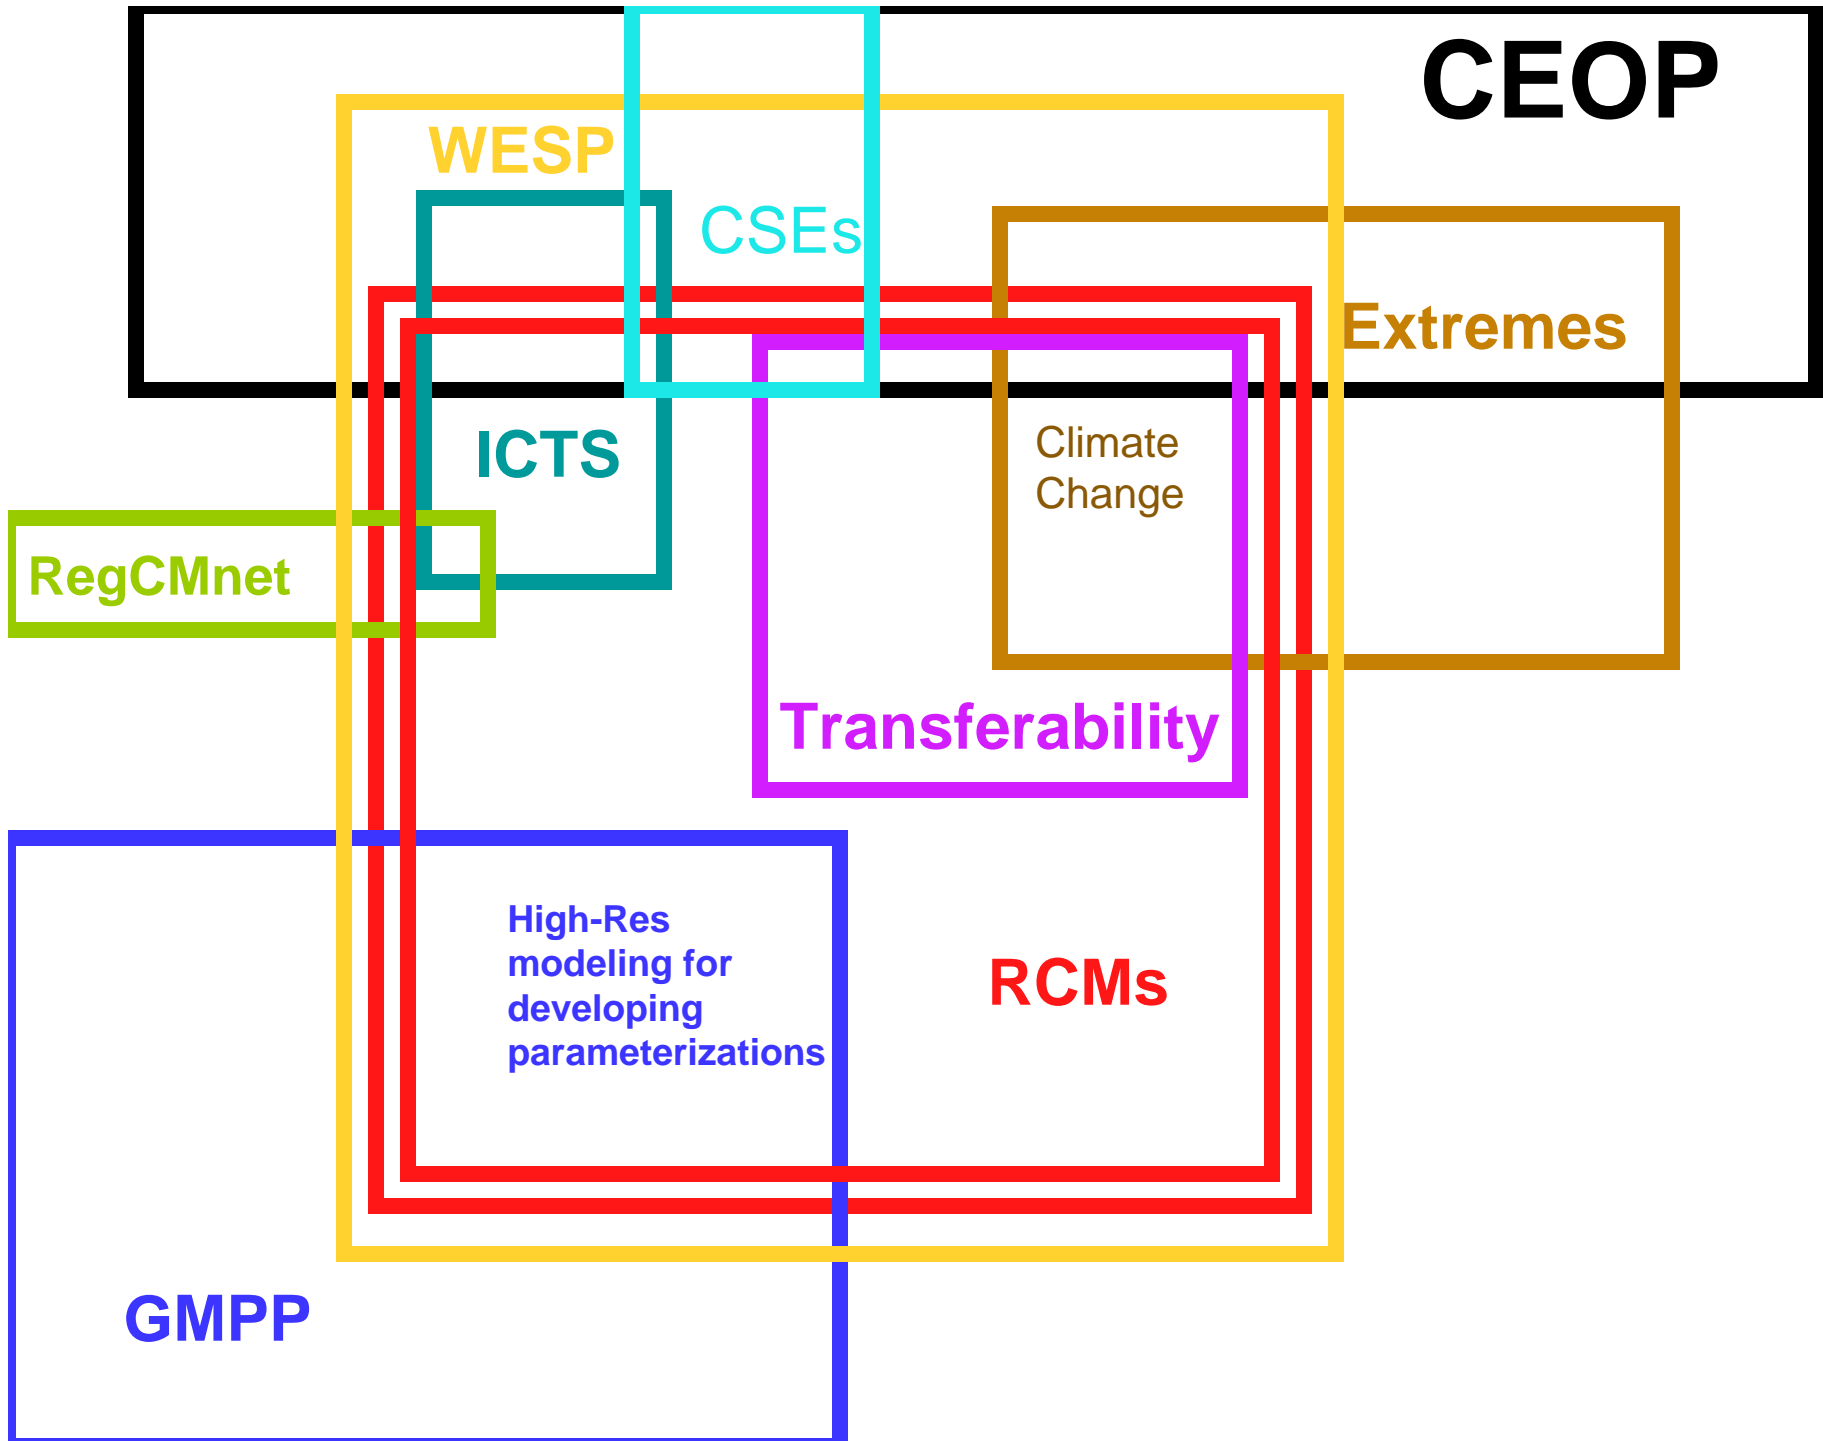 CEOP
WESP
CSEs
Extremes
ICTS
Climate
Change
RegCMnet
Transferability
High-Res
modeling for
developing
parameterizations
RCMs
GMPP